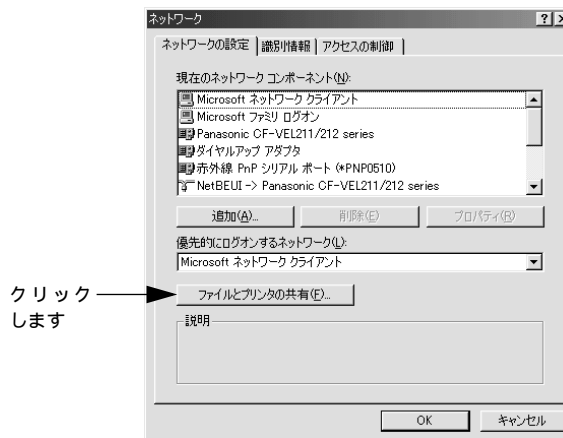 ネットワーク
ネットワークの設定 識別情報 アクセスの制御
現在のネットワーク コンポーネント(N):
Microsoft ネットワーク クライアント
Microsoft ファミリ ログオン
Panasonic CF-VEL211/212 series
ダイヤルアップ アダプタ
赤外線 PnP シリアル ポート (*PNP0510)
NetBEUI -> Panasonic CF-VEL211/212 series
追加(A)... 削除(E) プロパティ(R)
優先的にログオンするネットワーク(L):
Microsoft ネットワーク クライアント
クリック
します
ファイルとプリンタの共有(F)...
説明
OK キャンセル